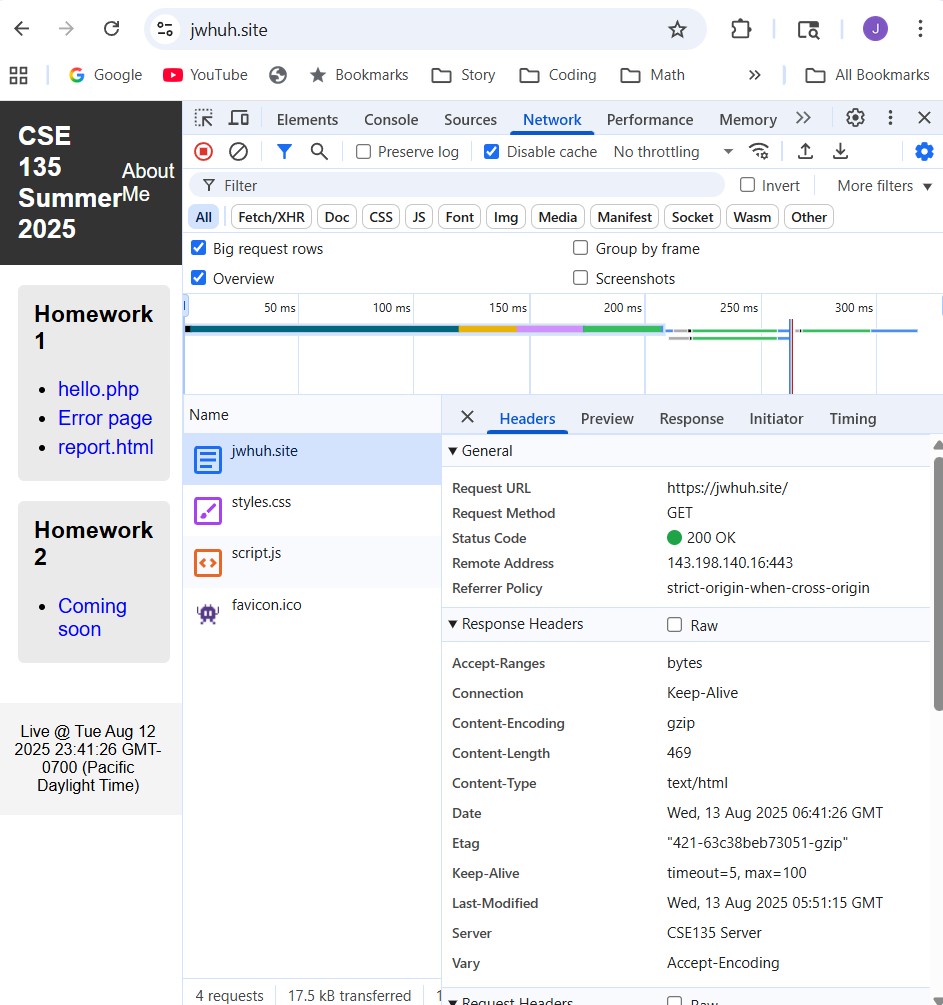 jwhuh.site
J
Google
YouTube
Bookmarks
Story
Coding
Math
»
All Bookmarks
CSE
135
Summer
2025
About
Me
Homework
1
hello.php
Error page
report.html
Homework
2
Coming
soon
Live @ Tue Aug 12
2025 23:41:26 GMT-
0700 (Pacific
Daylight Time)
Elements Console Sources Network Performance Memory
Preserve log Disable cache No throttling
Filter Invert More filters
All Fetch/XHR Doc CSS JS Font Img Media Manifest Socket Wasm Other
Big request rows Group by frame
Overview Screenshots
50 ms 100 ms 150 ms 200 ms 250 ms 300 ms
Name
jwhuh.site
styles.css
script.js
favicon.ico
4 requests 17.5 kB transferred 1
Headers Preview Response Initiator Timing
General
Request URL https://jwhuh.site/
Request Method GET
Status Code 200 OK
Remote Address 143.198.140.16:443
Referrer Policy strict-origin-when-cross-origin
Response Headers Raw
Accept-Ranges bytes
Connection Keep-Alive
Content-Encoding gzip
Content-Length 469
Content-Type text/html
Date Wed, 13 Aug 2025 06:41:26 GMT
Etag "421-63c38beb73051-gzip"
Keep-Alive timeout=5, max=100
Last-Modified Wed, 13 Aug 2025 05:51:15 GMT
Server CSE135 Server
Vary Accept-Encoding
Request Headers Raw